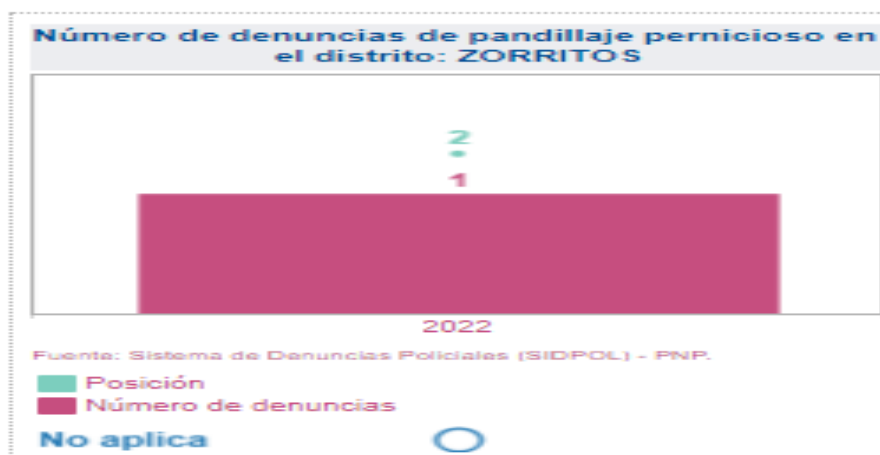 Número de denuncias de pandillaje pernicioso en
el distrito: ZORRITOS
2
1
2022
Fuente: Sistema de Denuncias Policiales (SIDPOL) - PNP.
Posición
Número de denuncias
No aplica